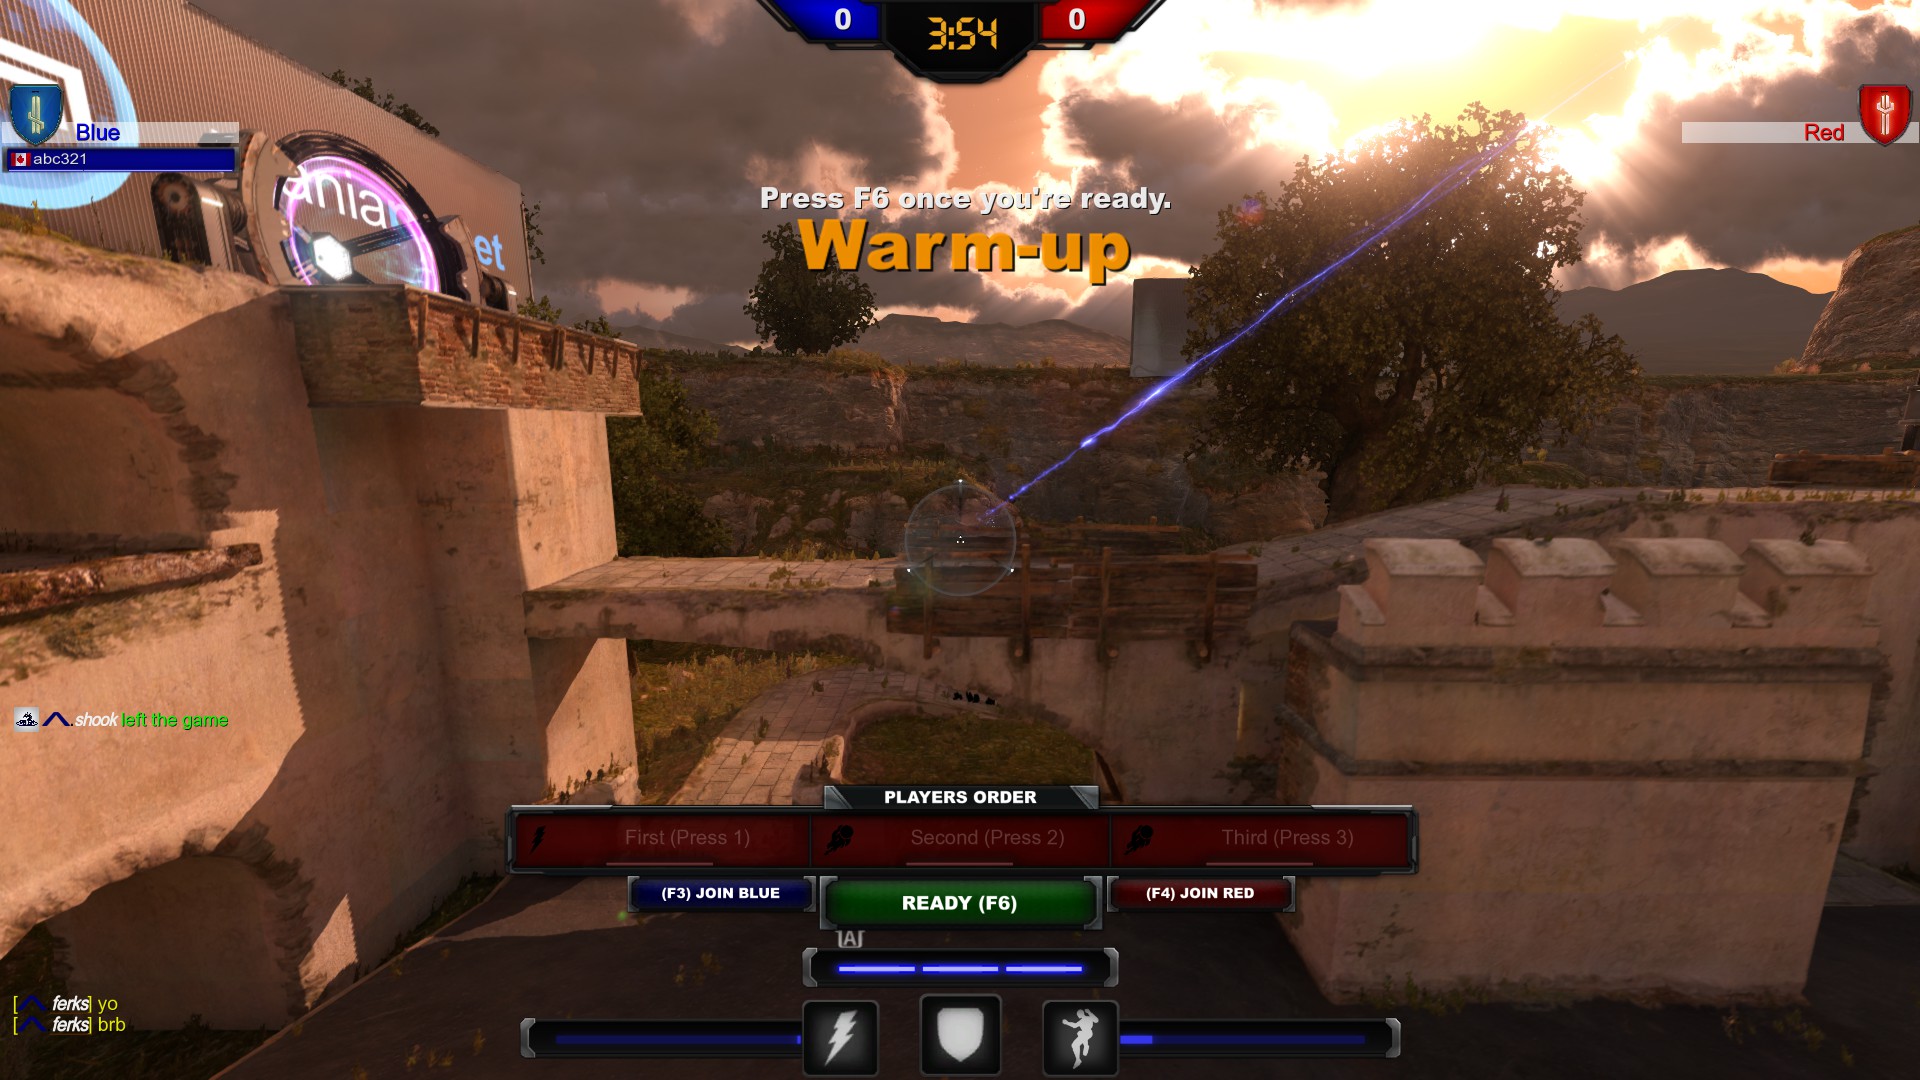 0
3:54
0
Blue
abc321
Red
ania
et
Press F6 once you're ready.
Warm-up
.shook left the game
PLAYERS ORDER
First (Press 1)
Second (Press 2)
Third (Press 3)
(F3) JOIN BLUE
READY (F6)
(F4) JOIN RED
[A]
[ ferks] yo
[ ferks] brb